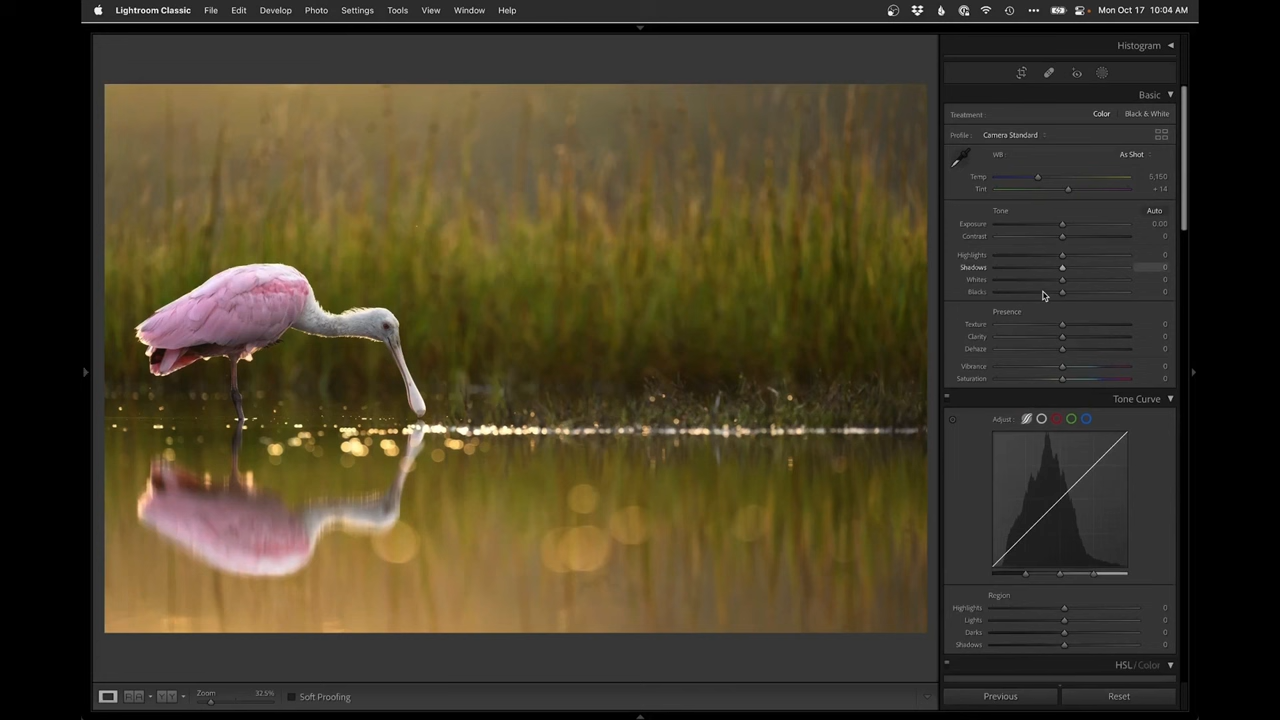 Lightroom Classic File Edit Develop Photo Settings Tools View Window Help Mon Oct 17 10:04 AM
Histogram
Basic
Treatment : Color Black & White
Profile : Camera Standard
WB : As Shot
Temp 5,150
Tint + 14
Tone Auto
Exposure 0.00
Contrast 0
Highlights 0
Shadows 0
Whites 0
Blacks 0
Presence
Texture 0
Clarity 0
Dehaze 0
Vibrance 0
Saturation 0
Tone Curve
Adjust :
Region
Highlights 0
Lights 0
Darks 0
Shadows 0
HSL / Color
Zoom 32.5% Soft Proofing Previous Reset